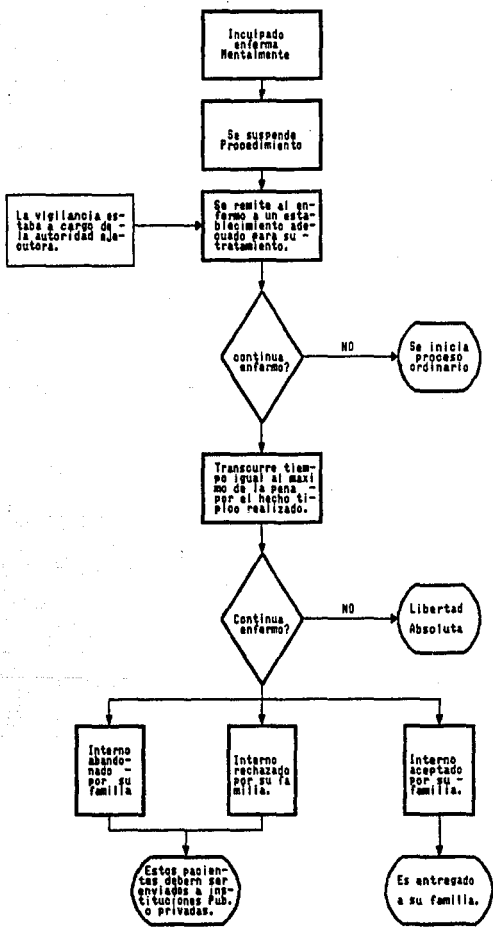 Inculpado
enferma
Mentalmente
Se suspende
Procedimiento
La vigilancia es-
taba a cargo de -
la autoridad eje-
cutora.
Se remite al en-
fermo a un esta-
blecimiento ade-
cuado para su -
tratamiento.
continua
enfermo?
NO
Se inicia
proceso
ordinario
Transcurre tiem-
po igual al maxi
mo de la pena -
por el hecho ti-
pico realizado.
Continua
enfermo?
NO
Libertad
Absoluta
Interno
abando-
nado -
por su
familia
Interno
rechazado
por su fa
milia.
Interno
aceptado
por su -
familia.
Estos pacien-
tes debern ser
enviados a ins-
tituciones Pub.
o privadas.
Es entregado
a su familia.